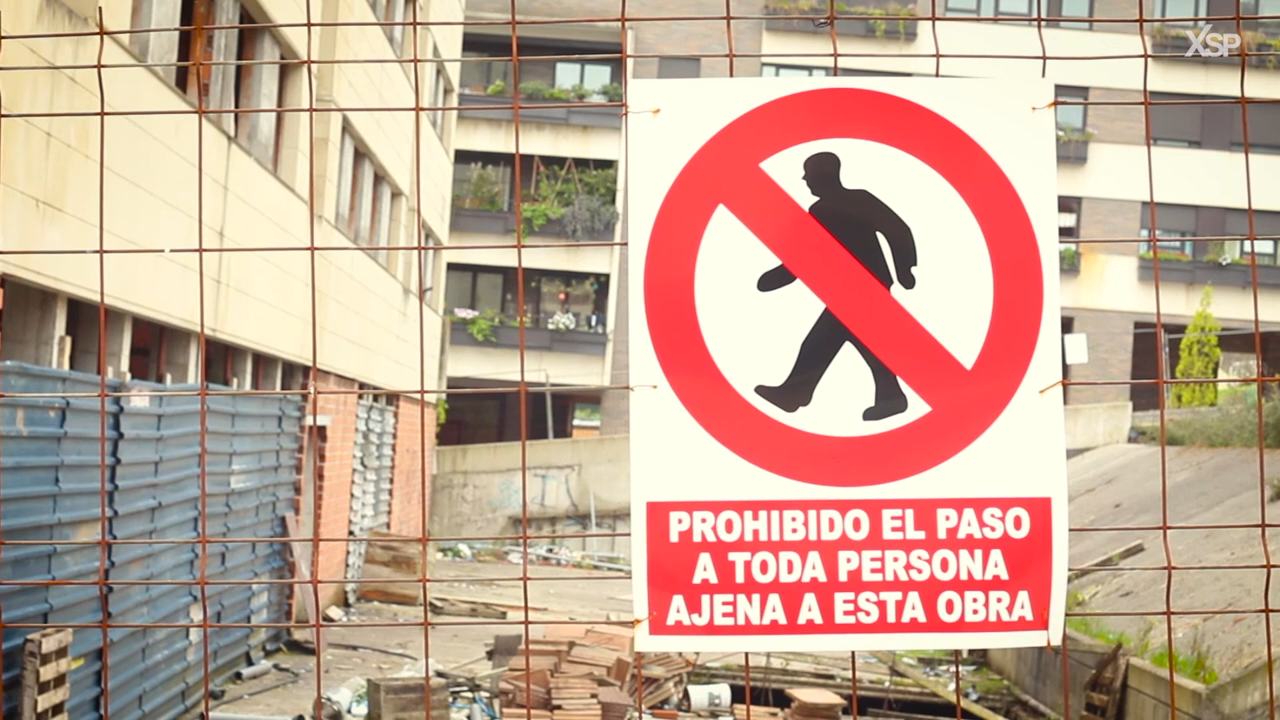 XSP
PROHIBIDO EL PASO
A TODA PERSONA
AJENA A ESTA OBRA